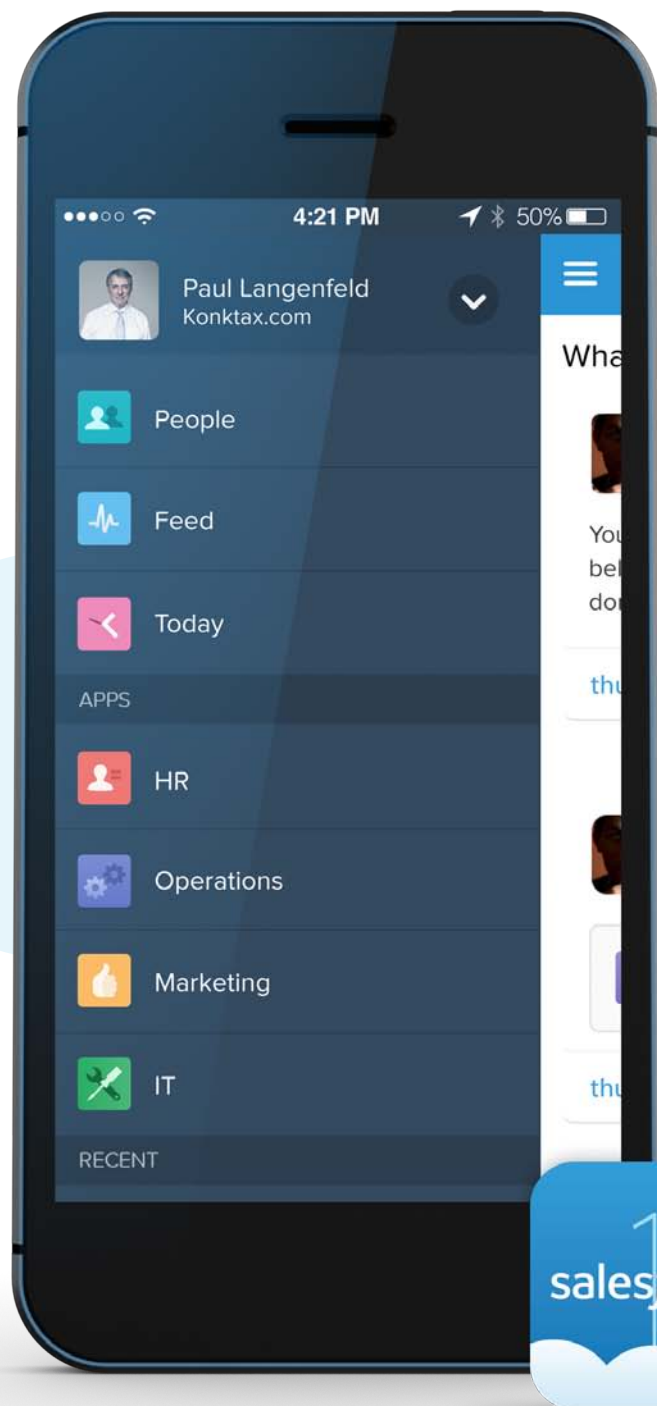 4:21 PM
50%
Paul Langenfeld
Konktax.com
People
Feed
Today
APPS
HR
Operations
Marketing
IT
RECENT
Wha
You
bel
thu
thu
sales
1